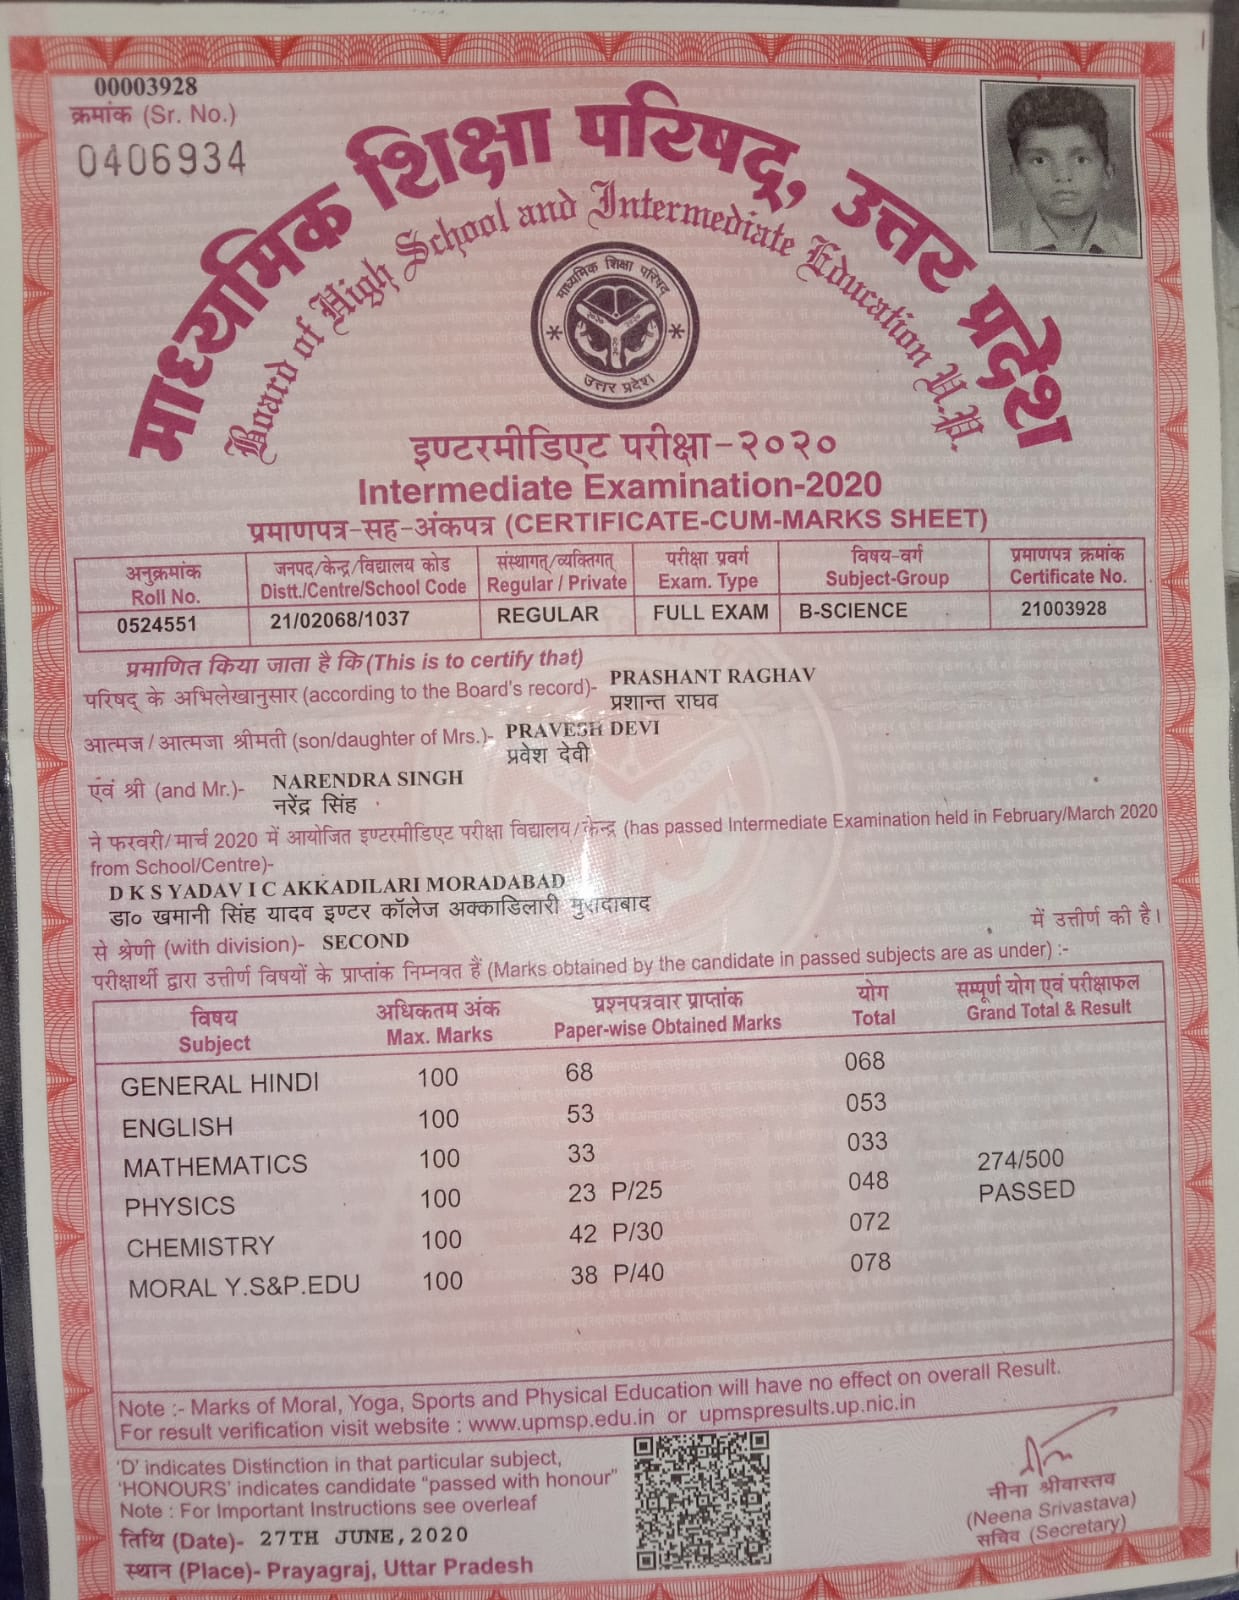 00003928
क्रमांक (Sr. No.)
0406934
माध्यमिक शिक्षा परिषद्, उत्तर प्रदेश
Board of High School and Intermediate Education U.P.
माध्यमिक शिक्षा परिषद्
उत्तर प्रदेश
इण्टरमीडिएट परीक्षा-२०२०
Intermediate Examination-2020
प्रमाणपत्र-सह-अंकपत्र (CERTIFICATE-CUM-MARKS SHEET)
अनुक्रमांक जनपद/केन्द्र/विद्यालय कोड संस्थागत्/व्यक्तिगत् परीक्षा प्रवर्ग विषय-वर्ग प्रमाणपत्र क्रमांक
Roll No. Distt./Centre/School Code Regular / Private Exam. Type Subject-Group Certificate No.
0524551 21/02068/1037 REGULAR FULL EXAM B-SCIENCE 21003928
प्रमाणित किया जाता है कि (This is to certify that)
परिषद् के अभिलेखानुसार (according to the Board's record)- PRASHANT RAGHAV
प्रशान्त राघव
आत्मज / आत्मजा श्रीमती (son/daughter of Mrs.)- PRAVESH DEVI
प्रवेश देवी
एंवं श्री (and Mr.)- NARENDRA SINGH
नरेंद्र सिंह
ने फरवरी/मार्च 2020 में आयोजित इण्टरमीडिएट परीक्षा विद्यालय/केन्द्र (has passed Intermediate Examination held in February/March 2020
from School/Centre)-
D K S YADAV I C AKKADILARI MORADABAD
डा० खमानी सिंह यादव इण्टर कॉलेज अक्काडिलारी मुरादाबाद
में उत्तीर्ण की है।
से श्रेणी (with division)- SECOND
परीक्षार्थी द्वारा उत्तीर्ण विषयों के प्राप्तांक निम्नवत हैं (Marks obtained by the candidate in passed subjects are as under) :-
विषय अधिकतम अंक प्रश्नपत्रवार प्राप्तांक योग सम्पूर्ण योग एवं परीक्षाफल
Subject Max. Marks Paper-wise Obtained Marks Total Grand Total & Result
GENERAL HINDI 100 68 068
ENGLISH 100 53 053
MATHEMATICS 100 33 033 274/500
PHYSICS 100 23 P/25 048 PASSED
CHEMISTRY 100 42 P/30 072
MORAL Y.S&P.EDU 100 38 P/40 078
Note :- Marks of Moral, Yoga, Sports and Physical Education will have no effect on overall Result.
For result verification visit website : www.upmsp.edu.in or upmspresults.up.nic.in
'D' indicates Distinction in that particular subject,
'HONOURS' indicates candidate "passed with honour"
Note : For Important Instructions see overleaf
तिथि (Date)- 27TH JUNE,2020
स्थान (Place)- Prayagraj, Uttar Pradesh
नीना श्रीवास्तव
(Neena Srivastava)
सचिव (Secretary)